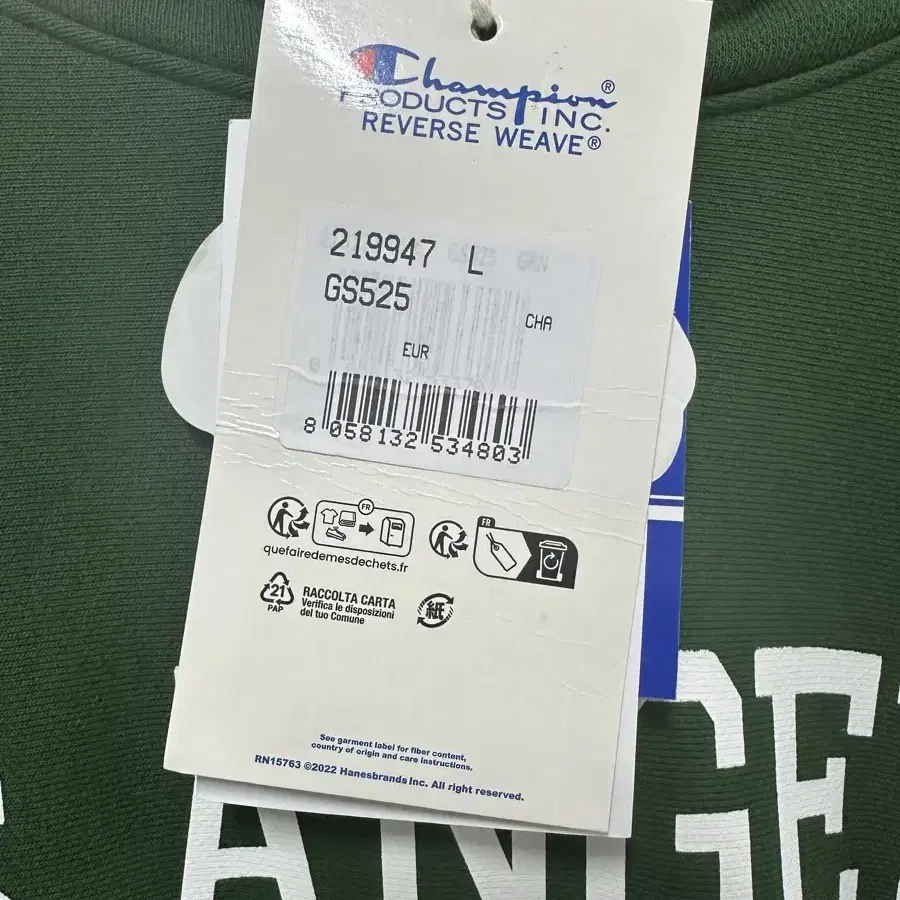 Champion®
PRODUCTS INC.
REVERSE WEAVE®
219947 L
GS525
CHA
EUR
8 058132 534803
FR
FR
quefairedemesdechets.fr
21
PAP
RACCOLTA CARTA
Verifica le disposizioni
del tuo Comune
紙
See garment label for fiber content,
country of origin and care instructions.
RN15763 ©2022 Hanesbrands Inc. All right reserved.
ANGE